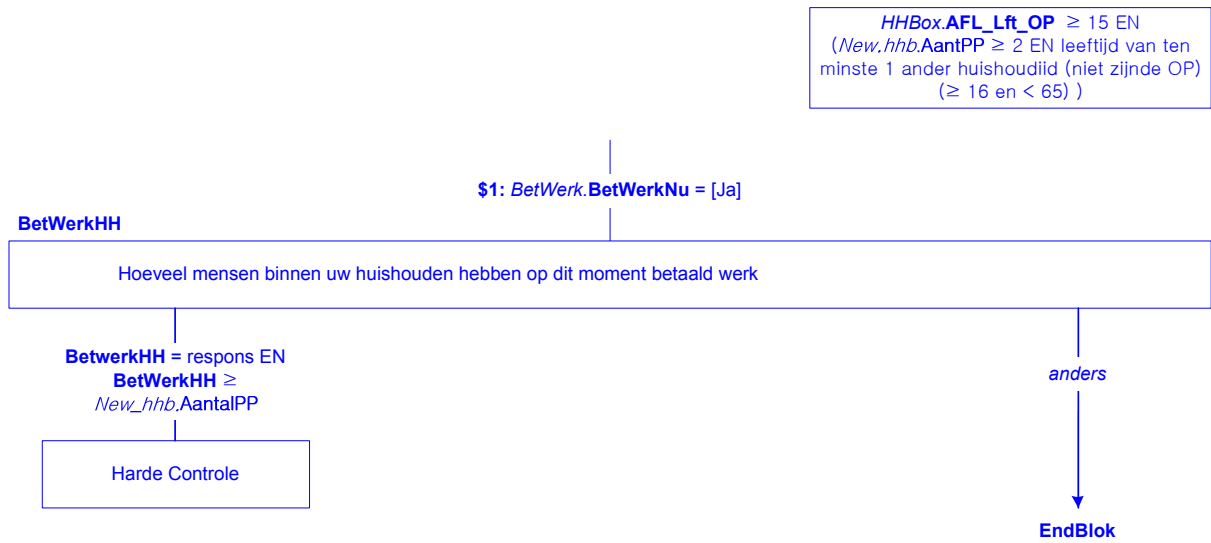 HHBox.AFL_Lft_OP ≥ 15 EN
(New.hhb.AantPP ≥ 2 EN leeftijd van ten
minste 1 ander huishoudiid (niet zijnde OP)
(≥ 16 en < 65) )
$1: BetWerk.BetWerkNu = [Ja]
BetWerkHH
Hoeveel mensen binnen uw huishouden hebben op dit moment betaald werk
BetwerkHH = respons EN
BetWerkHH ≥
New_hhb.AantalPP
anders
Harde Controle
EndBlok